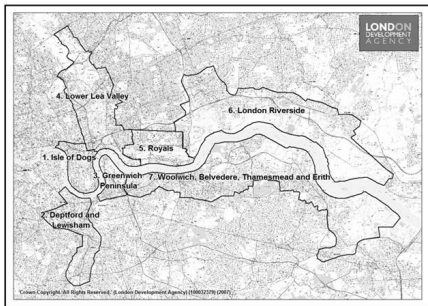 LONDON
DEVELOPMENT
AGENCY
4. Lower Lea Valley
6. London Riverside
5. Royals
1. Isle of Dogs
3. Greenwich
Peninsula
7. Woolwich, Belvedere, Thamesmead and Erith
2. Deptford and
Lewisham
'Crown Copyright. All Rights Reserved.' (London Development Agency) (100032379) (2007)